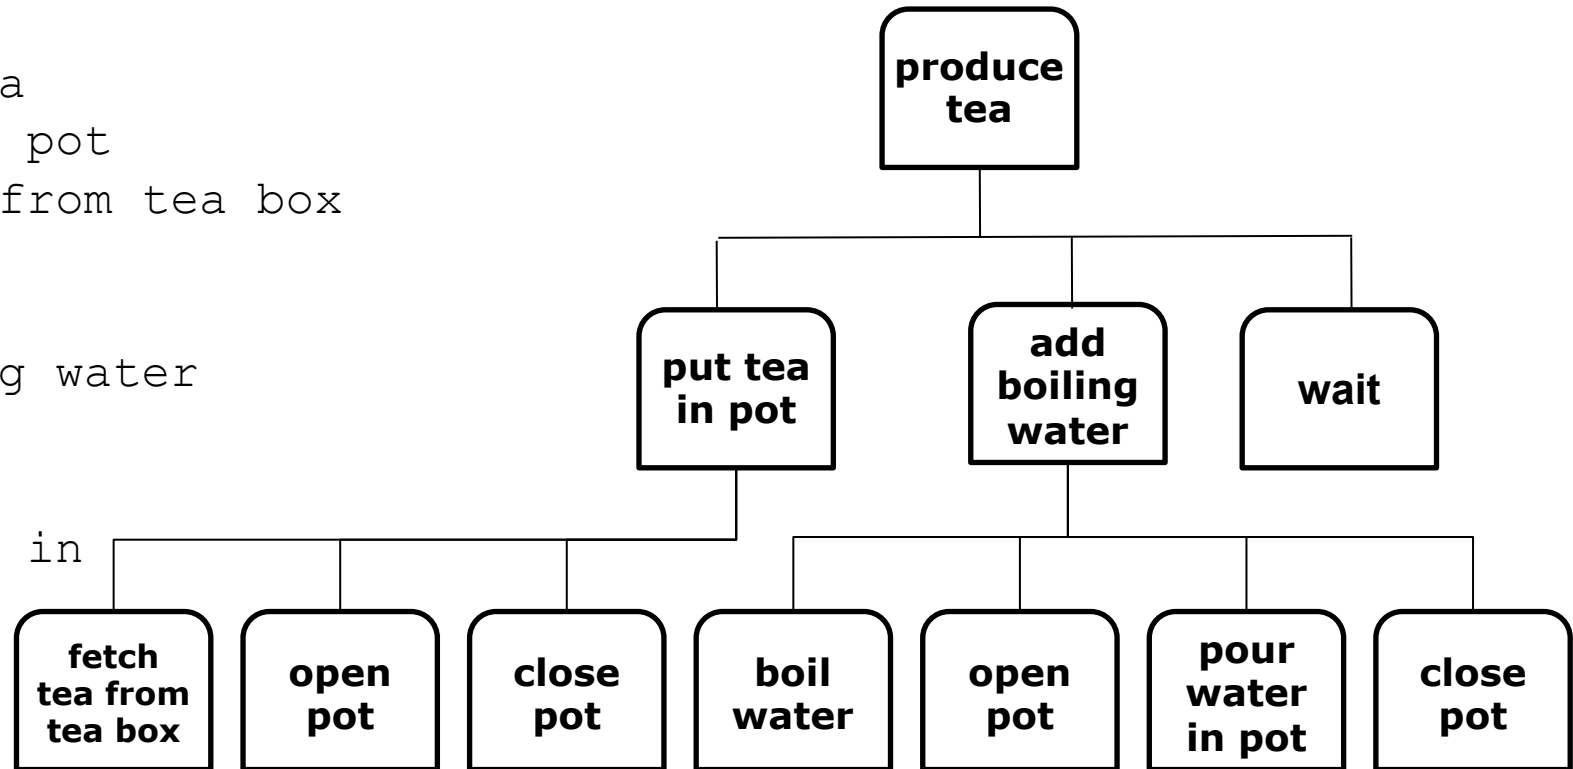 a
pot
from tea box
g water
in
produce
tea
put tea
in pot
add
boiling
water
wait
fetch
tea from
tea box
open
pot
close
pot
boil
water
open
pot
pour
water
in pot
close
pot